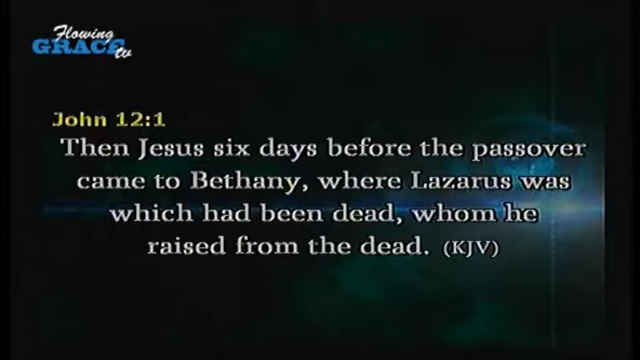 Flowing
GRACE tv
John 12:1
Then Jesus six days before the passover
came to Bethany, where Lazarus was
which had been dead, whom he
raised from the dead. (KJV)